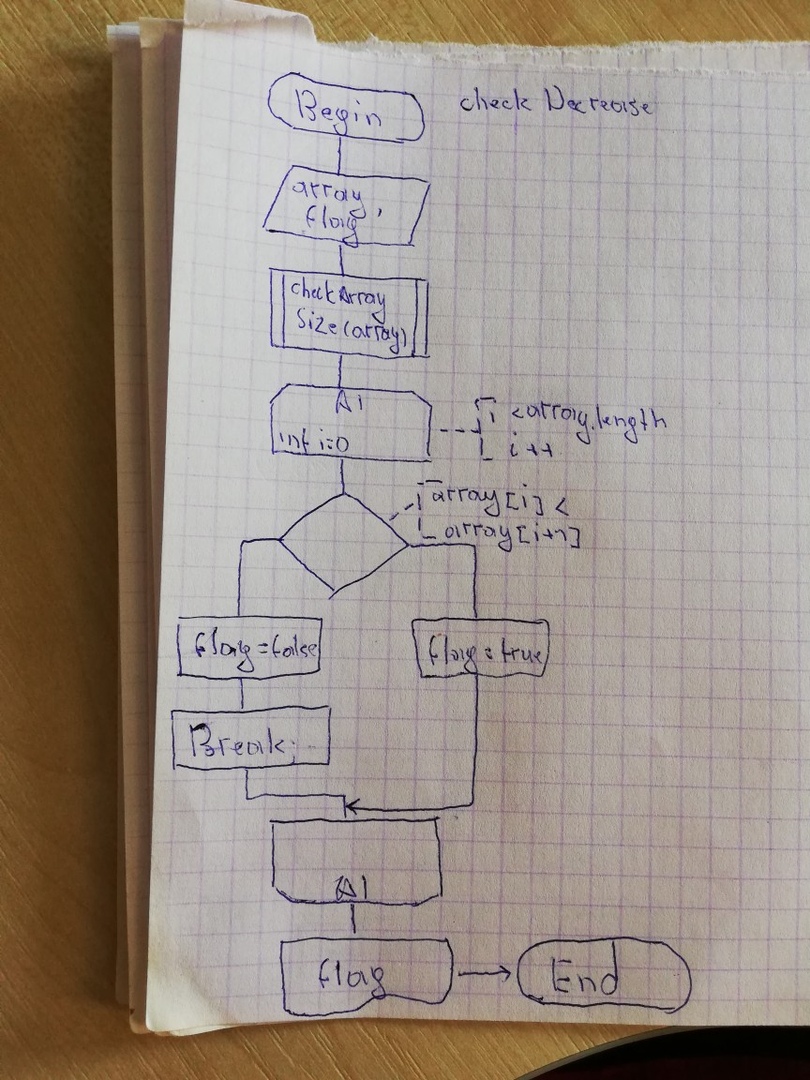 Begin
check Decrease
array,
flag
checkArray
Size(array)
A1
int i=0
i <array.length
i++
array[i] <
array[i+1]
flag=false
flag=true
Break;
A1
flag
End